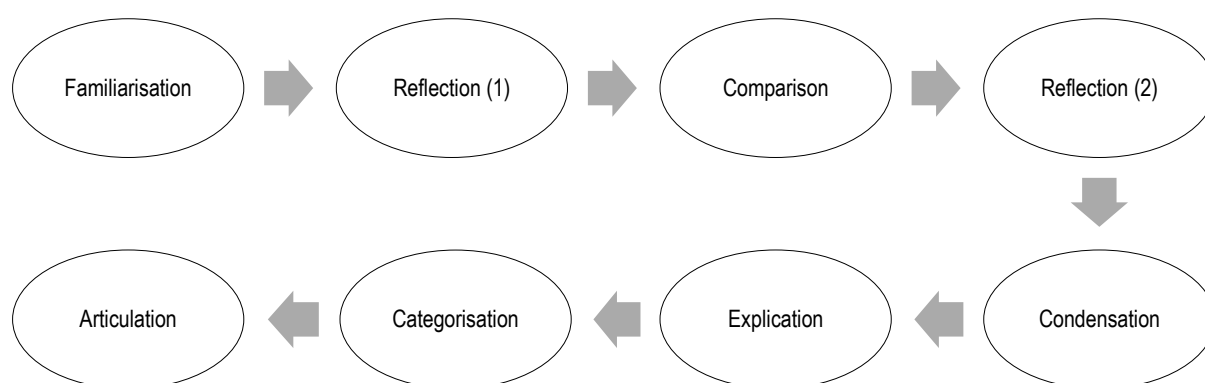 Familiarisation
Reflection (1)
Comparison
Reflection (2)
Condensation
Explication
Categorisation
Articulation